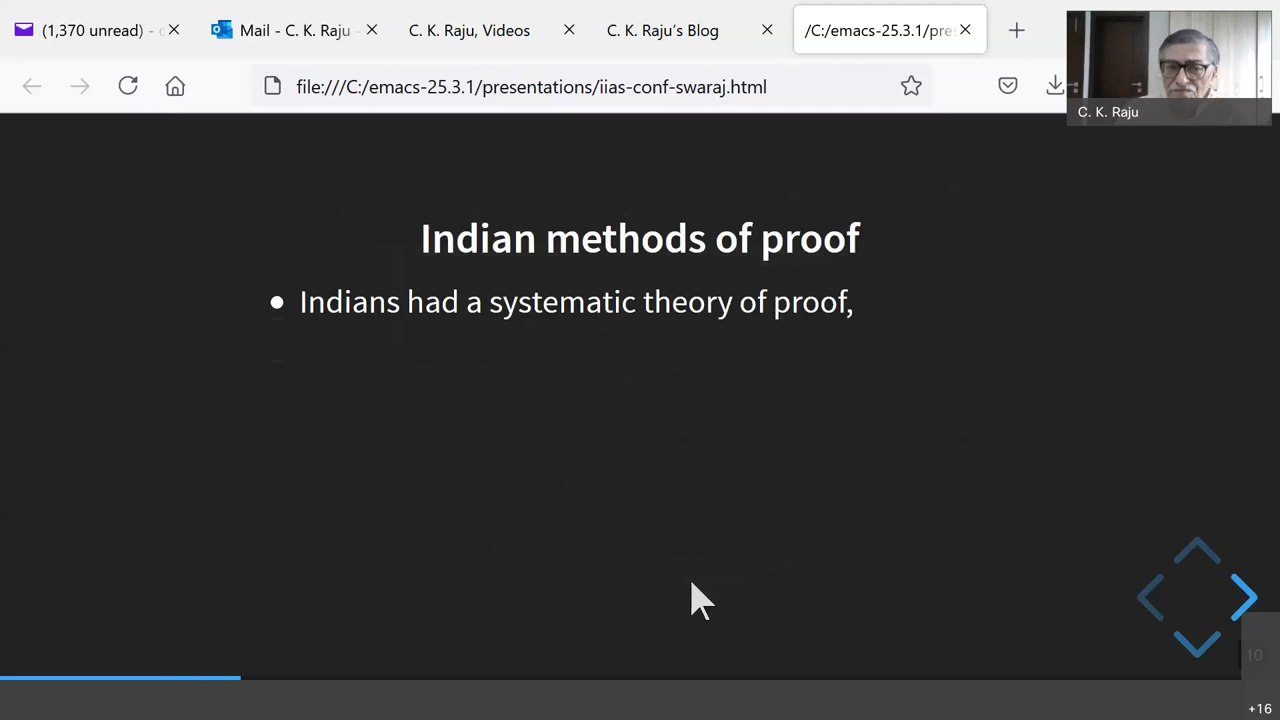 (1,370 unread) - c
Mail - C. K. Raju -
C. K. Raju, Videos
C. K. Raju's Blog
/C:/emacs-25.3.1/pre
file:///C:/emacs-25.3.1/presentations/iias-conf-swaraj.html
C. K. Raju
Indian methods of proof
• Indians had a systematic theory of proof,
10
+16